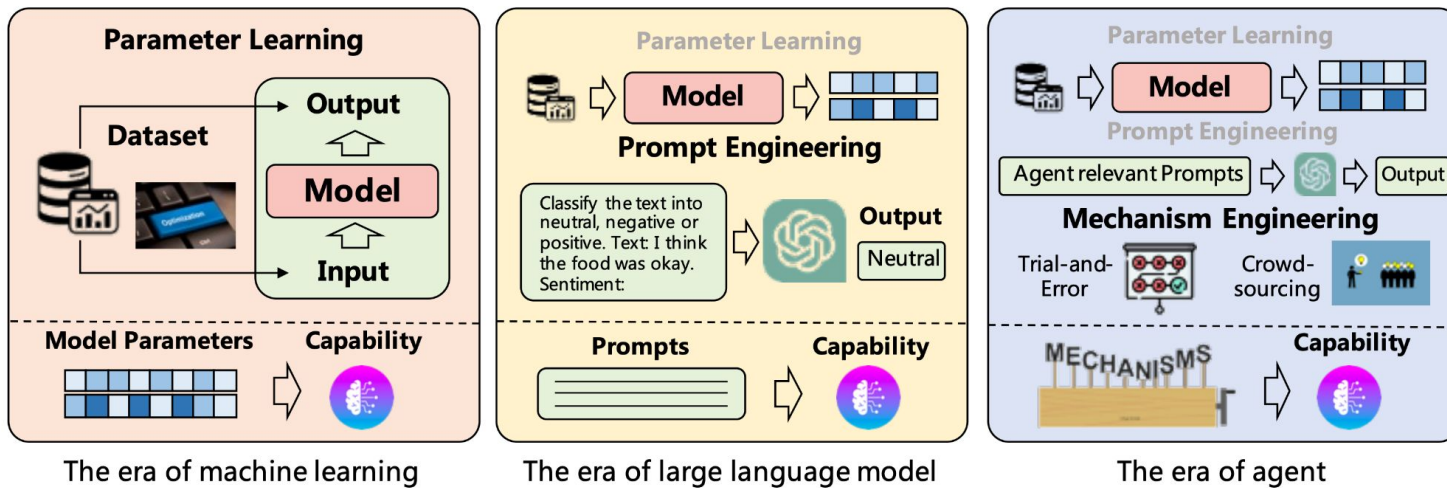 Parameter Learning
Output
Dataset
Model
Optimization
Input
Model Parameters
Capability
The era of machine learning
Parameter Learning
Model
Prompt Engineering
Classify the text into
neutral, negative or
positive. Text: I think
the food was okay.
Sentiment:
Output
Neutral
Prompts
Capability
The era of large language model
Parameter Learning
Model
Prompt Engineering
Agent relevant Prompts
Output
Mechanism Engineering
Trial-and-
Error
Crowd-
sourcing
MECHANISMS
Capability
The era of agent